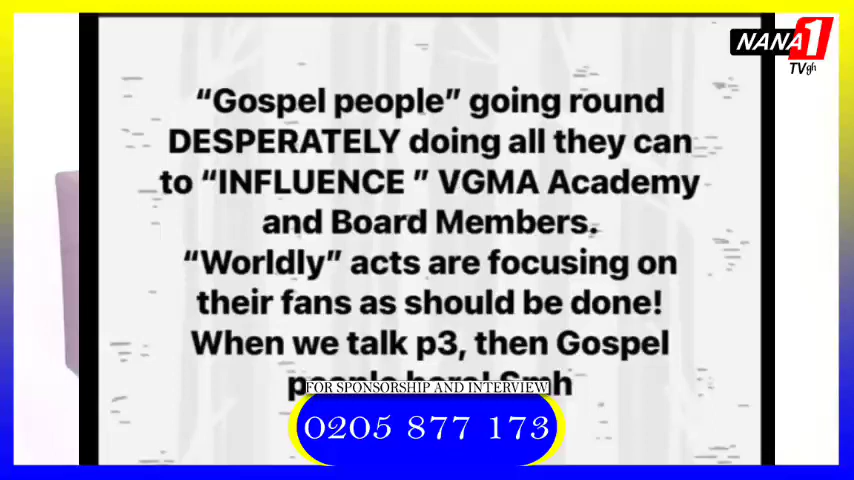 NANA1
TVgh
“Gospel people” going round
DESPERATELY doing all they can
to “INFLUENCE ” VGMA Academy
and Board Members.
“Worldly” acts are focusing on
their fans as should be done!
When we talk p3, then Gospel
FOR SPONSORSHIP AND INTERVIEW
0205 877 173